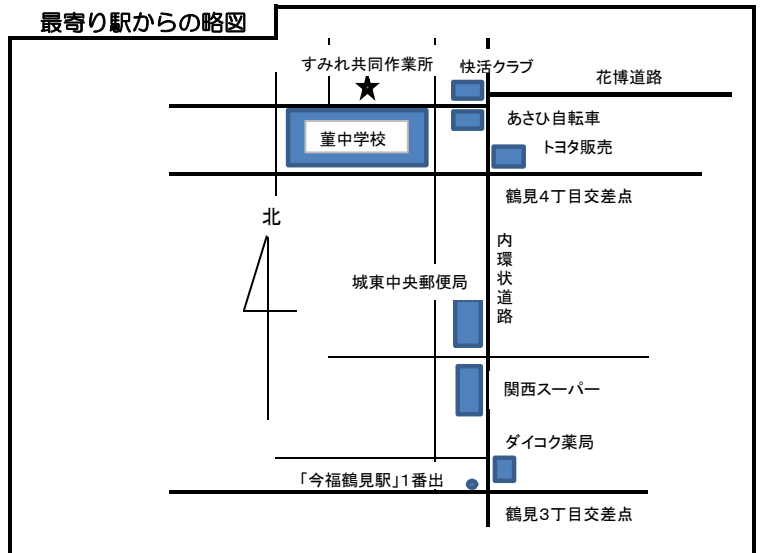 最寄り駅からの略図
すみれ共同作業所
快活クラブ
花博道路
★
あさひ自転車
菫中学校
トヨタ販売
鶴見4丁目交差点
北
内環状道路
城東中央郵便局
関西スーパー
ダイコク薬局
「今福鶴見駅」1番出
鶴見3丁目交差点